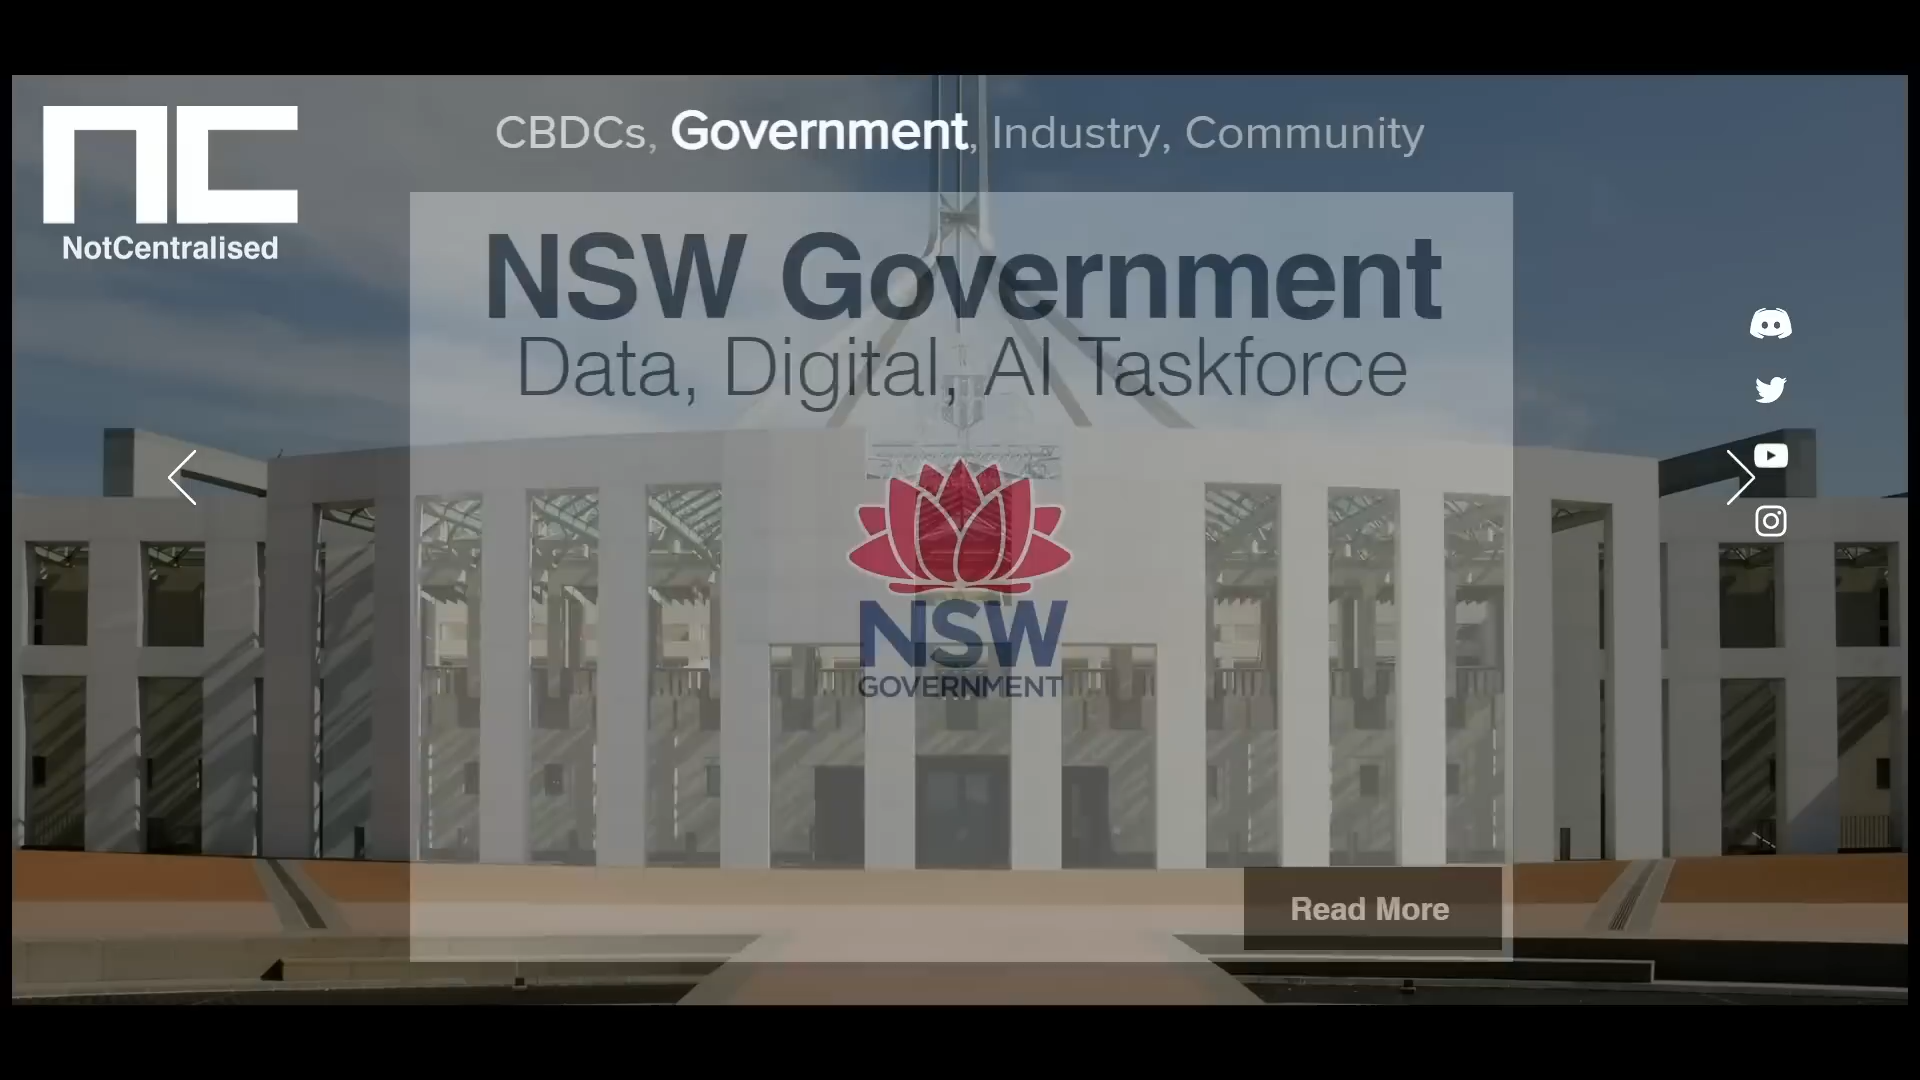 CBDCs, Government, Industry, Community
NotCentralised
NSW Government
Data, Digital, AI Taskforce
NSW
GOVERNMENT
Read More